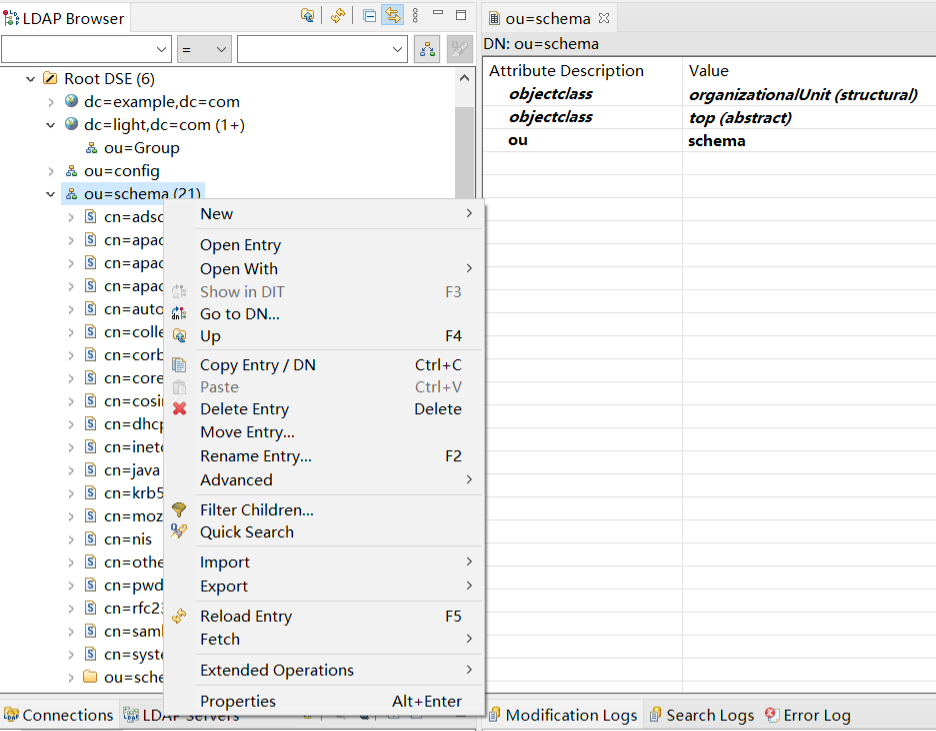 LDAP Browser
=
Root DSE (6)
dc=example,dc=com
dc=light,dc=com (1+)
ou=Group
ou=config
ou=schema (21)
cn=adsc
cn=apac
cn=apac
cn=apac
cn=auto
cn=colle
cn=corb
cn=core
cn=cosi
cn=dhcp
cn=ineto
cn=java
cn=krb5
cn=moz
cn=nis
cn=othe
cn=pwd
cn=rfc23
cn=sam
cn=syste
ou=sche
New
Open Entry
Open With
Show in DIT F3
Go to DN...
Up F4
Copy Entry / DN Ctrl+C
Paste Ctrl+V
Delete Entry Delete
Move Entry...
Rename Entry... F2
Advanced
Filter Children...
Quick Search
Import
Export
Reload Entry F5
Fetch
Extended Operations
Properties Alt+Enter
Connections LDAP Servers
ou=schema
DN: ou=schema
Attribute Description Value
objectclass organizationalUnit (structural)
objectclass top (abstract)
ou schema
Modification Logs Search Logs Error Log